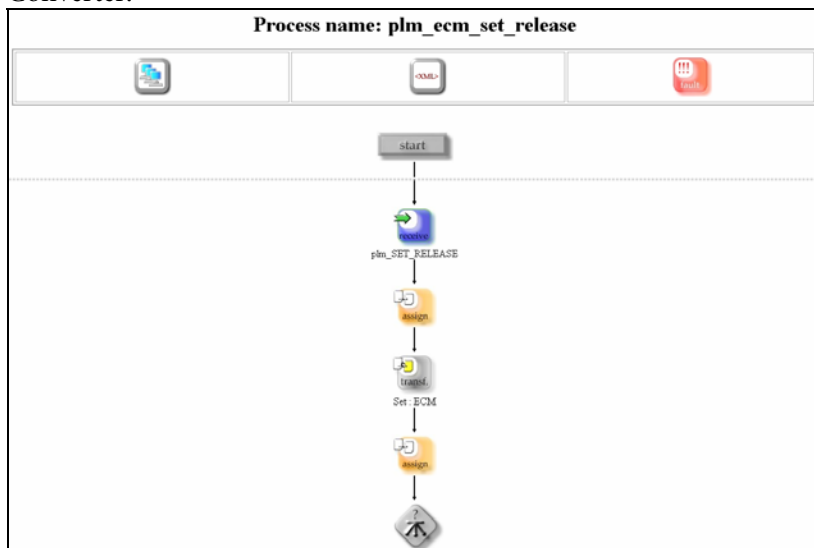 Converter.
Process name: plm_ecm_set_release
<XML>
!!!
fault
start
receive
plm_SET_RELEASE
assign
transf.
Set : ECM
assign
?